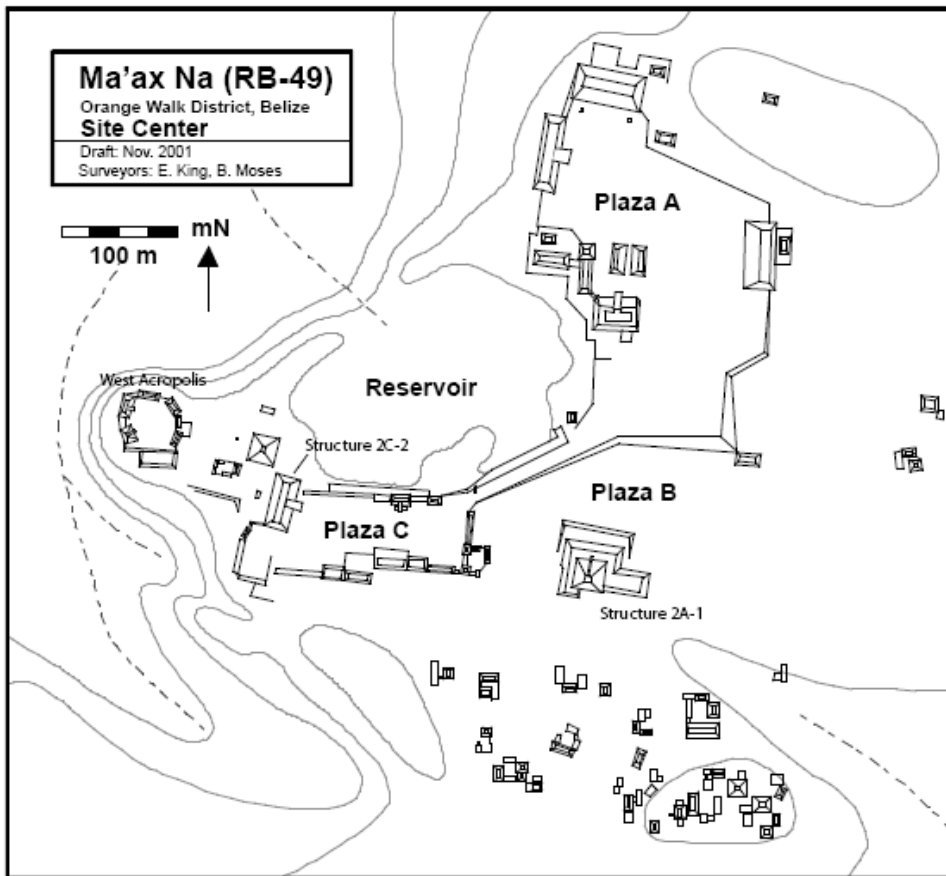 Ma'ax Na (RB-49)
Orange Walk District, Belize
Site Center
Draft: Nov. 2001
Surveyors: E. King, B. Moses
mN
100 m
Plaza A
Reservoir
West Acropolis
Structure 2C-2
Plaza B
Plaza C
Structure 2A-1